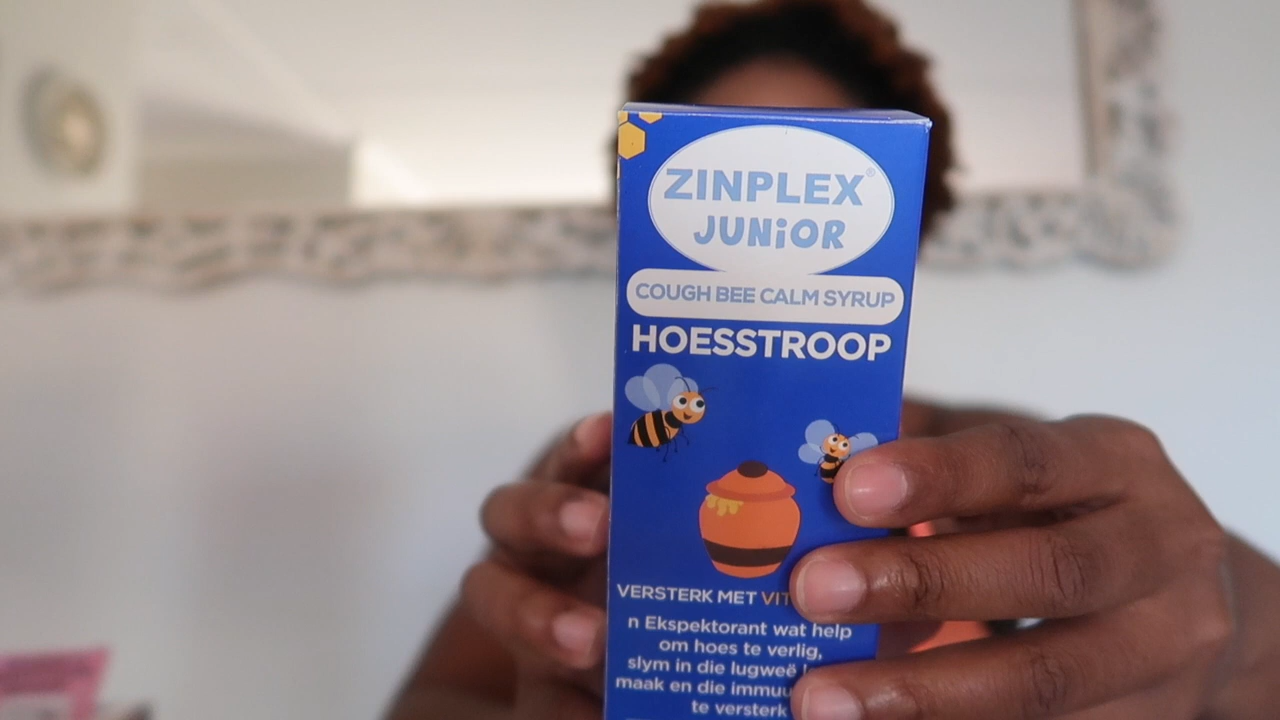 ZINPLEX®
JUNiOR
COUGH BEE CALM SYRUP
HOESSTROOP
VERSTERK MET VIT
n Ekspektorant wat help
om hoes te verlig,
slym in die lugweë
maak en die immuu
te versterk